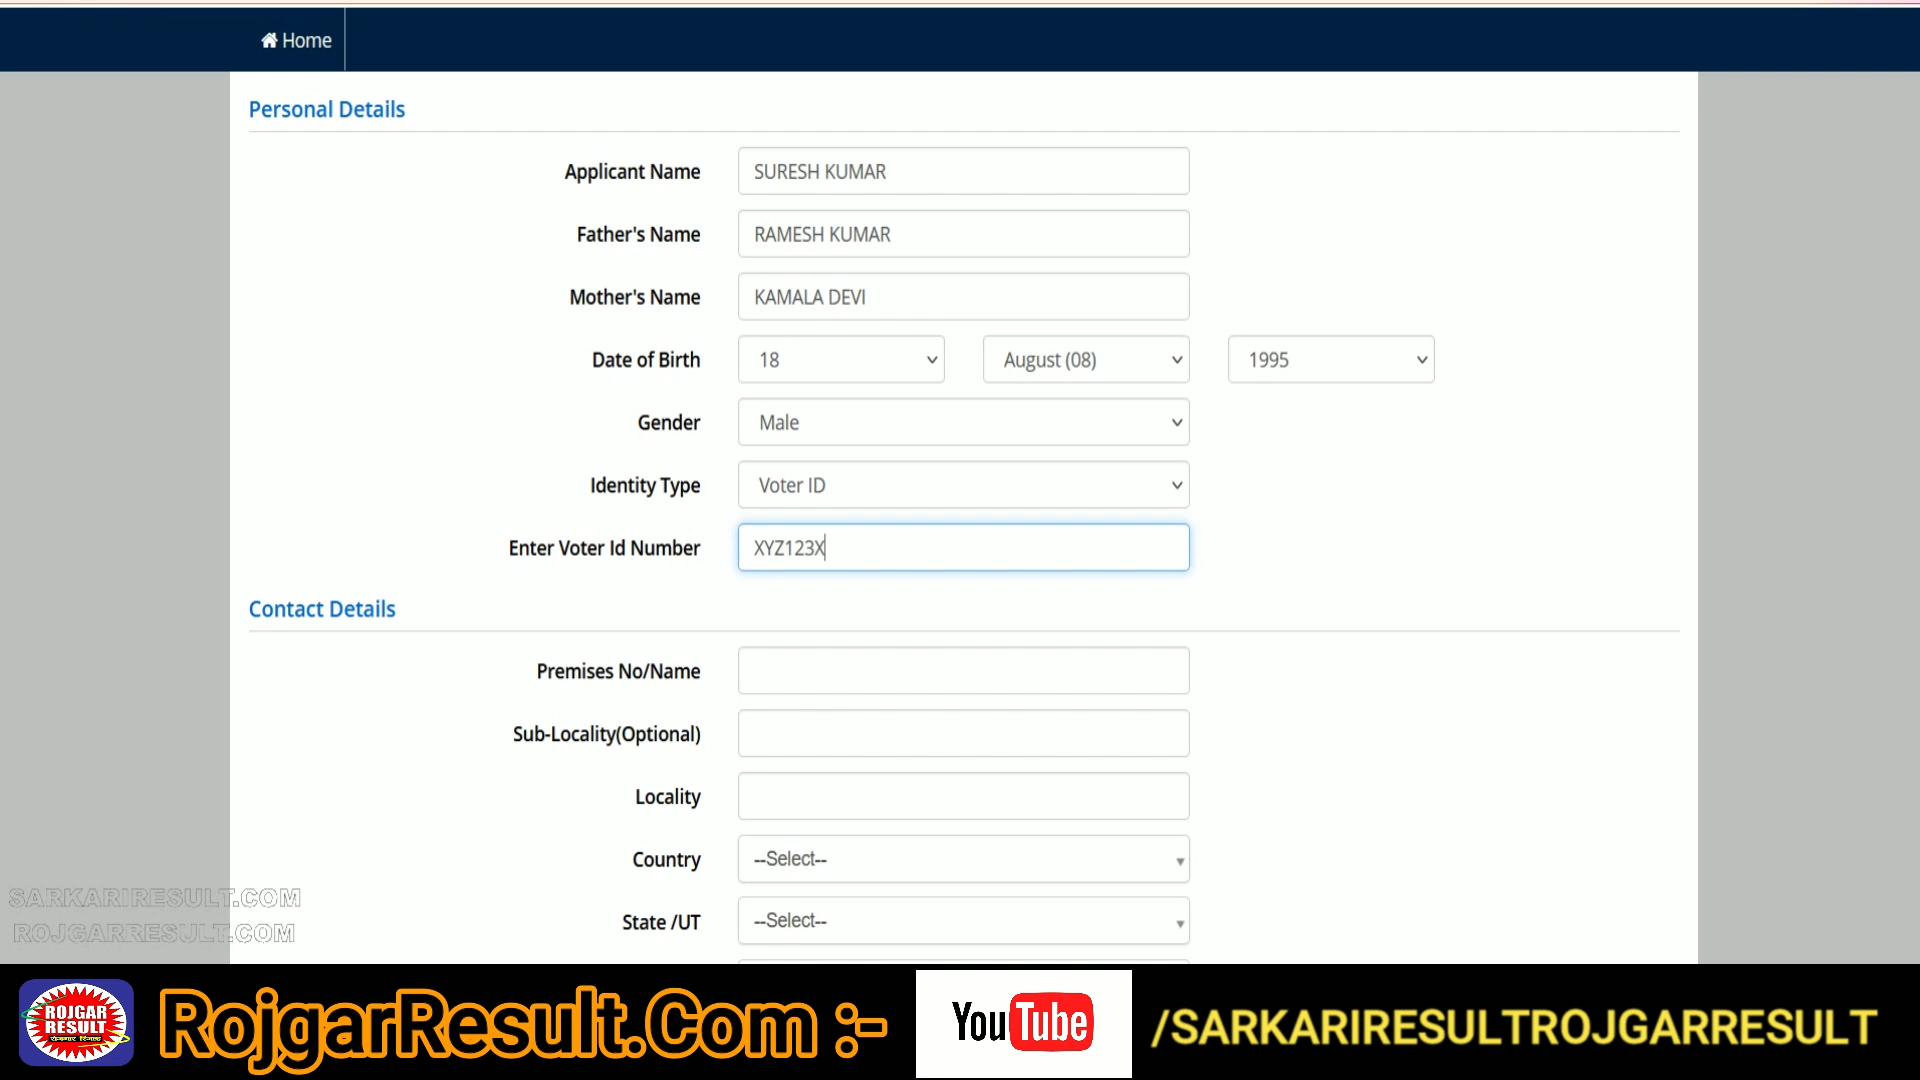 Home
Personal Details
Applicant Name SURESH KUMAR
Father's Name RAMESH KUMAR
Mother's Name KAMALA DEVI
Date of Birth 18 August (08) 1995
Gender Male
Identity Type Voter ID
Enter Voter Id Number XYZ123X
Contact Details
Premises No/Name
Sub-Locality(Optional)
Locality
Country --Select--
State /UT --Select--
SARKARIRESULT.COM
ROJGARRESULT.COM
ROJGAR
RESULT
रोजगार रिजल्ट
RojgarResult.Com :-
YouTube
/SARKARIRESULTROJGARRESULT